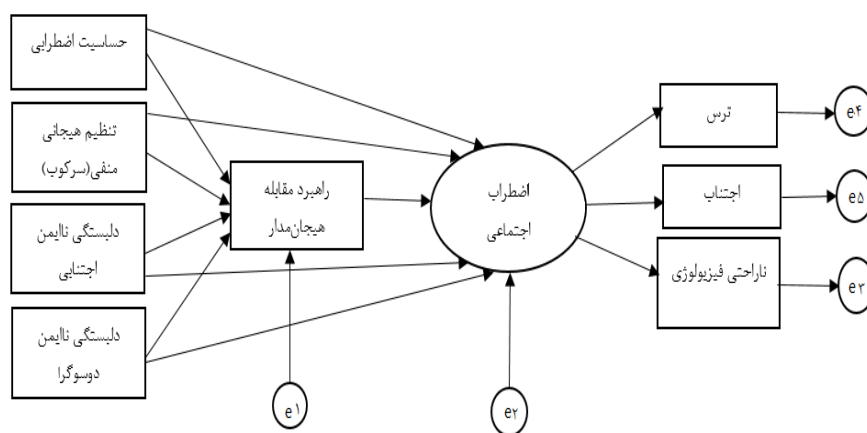 حساسیت اضطرابی
تنظیم هیجانی
منفی(سرکوب)
دلبستگی ناایمن
اجتنابی
دلبستگی ناایمن
دوسوگرا
راهبرد مقابله
هیجان‌مدار
اضطراب
اجتماعی
ترس
اجتناب
ناراحتی فیزیولوژی
e۴
e۵
e۳
e۱
e۲